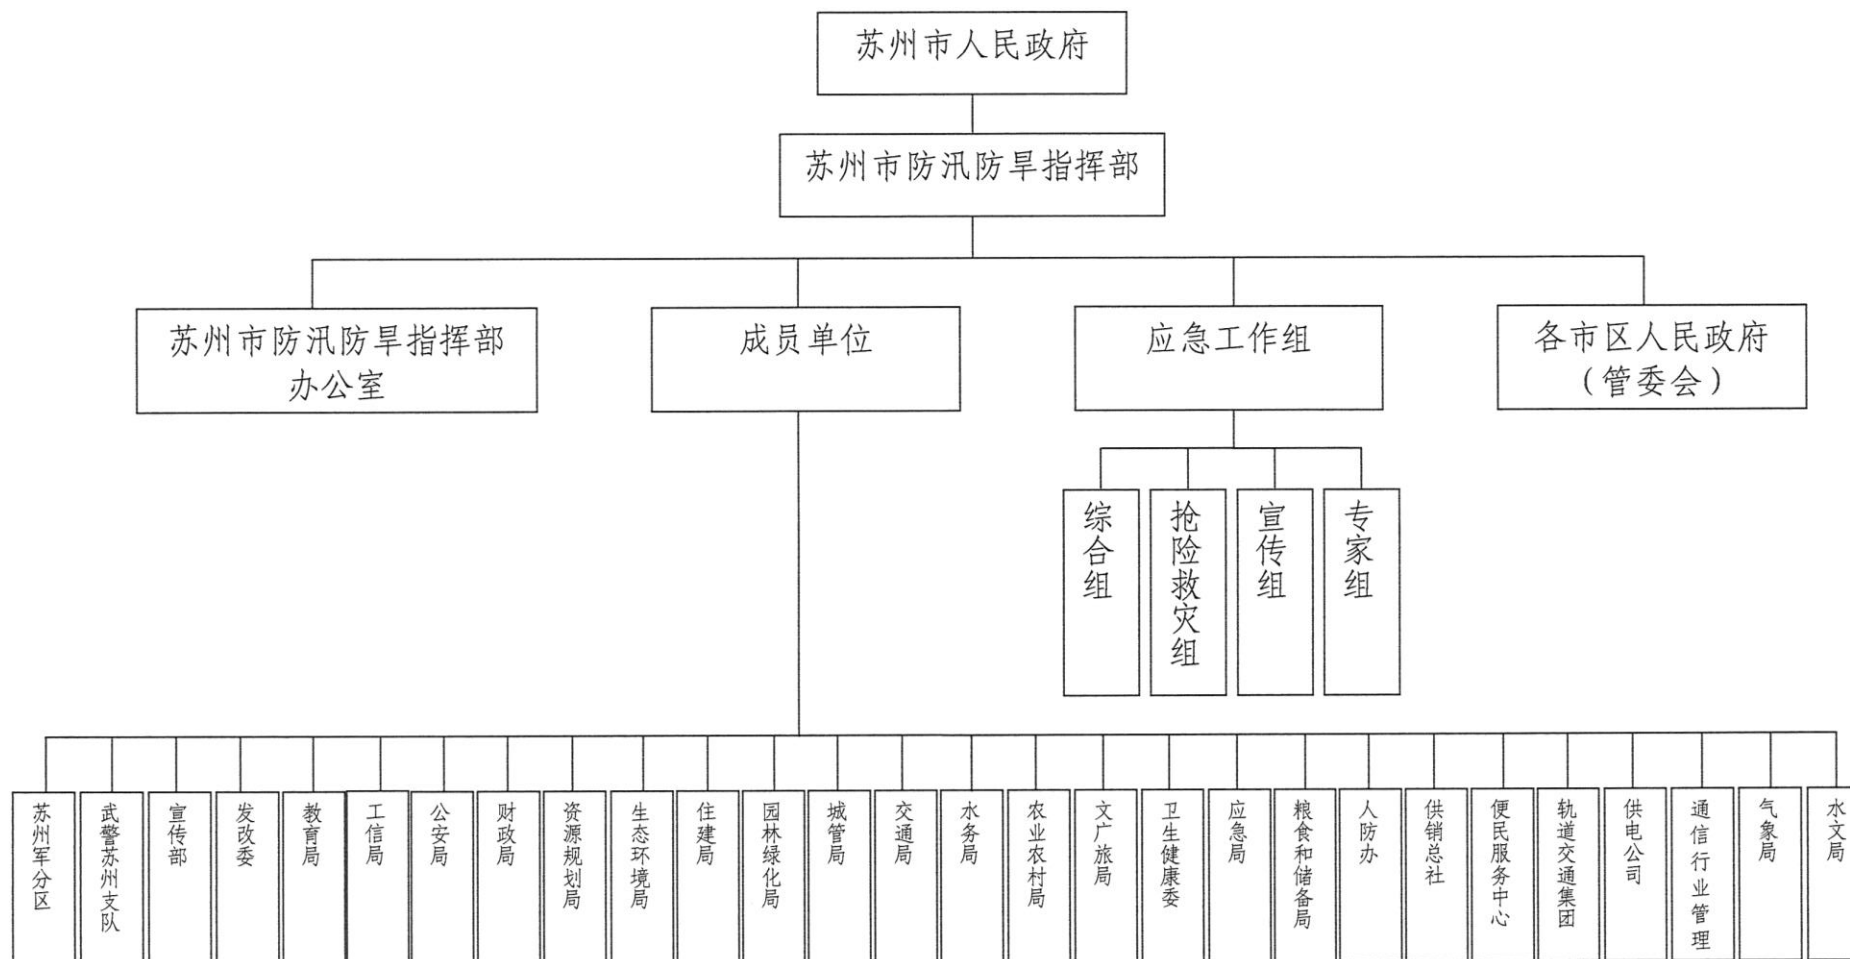 苏州市人民政府
苏州市防汛防旱指挥部
苏州市防汛防旱指挥部
办公室
成员单位
应急工作组
各市区人民政府
（管委会）
综合组
抢险救灾组
宣传组
专家组
苏州军分区
武警苏州支队
宣传部
发改委
教育局
工信局
公安局
财政局
资源规划局
生态环境局
住建局
园林绿化局
城管局
交通局
水务局
农业农村局
文广旅局
卫生健康委
应急局
粮食和储备局
人防办
供销总社
便民服务中心
轨道交通集团
供电公司
通信行业管理
气象局
水文局